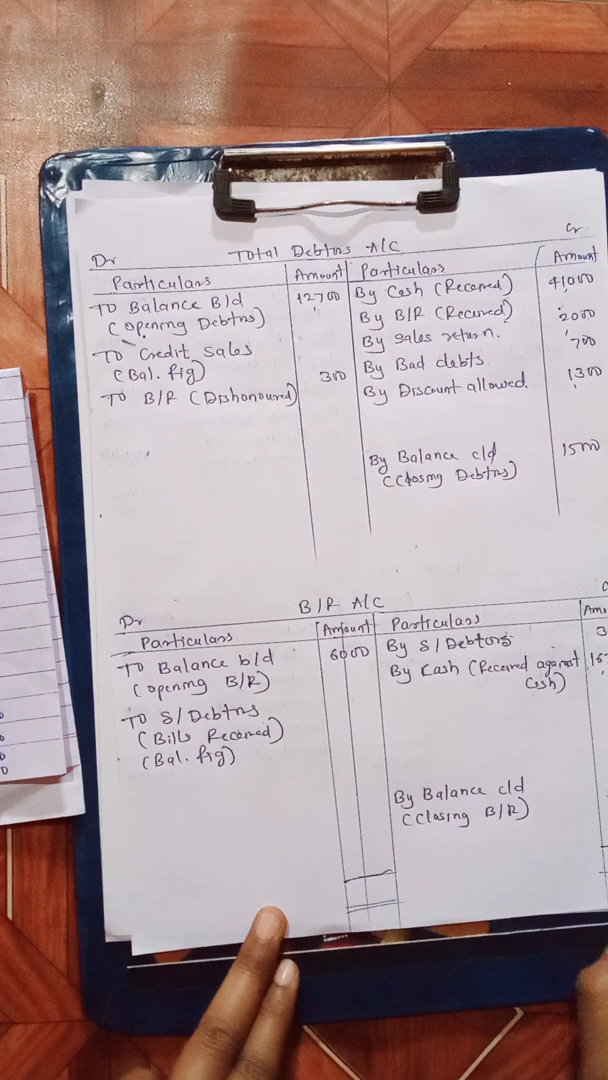 Total Debtors A/C
Dr Cr
Particulars Amount Particulars Amount
To Balance B/d 12700 By Cash (Received) 41000
(Opening Debtors) By B/R (Received)
By Sales return. 2000
To Credit Sales 700
(Bal. fig) 300 By Bad debts 1300
To B/R (Dishonoured) By Discount allowed.
By Balance c/d
(Closing Debtors)
B/R A/C
Dr
Particulars Amount Particulars Amo
To Balance b/d 6000 By S/Debtors 3
(opening B/R) By Cash (Received against
Cash)
To S/Debtors
(Bills Received)
(Bal. fig)
By Balance c/d
(Closing B/R)